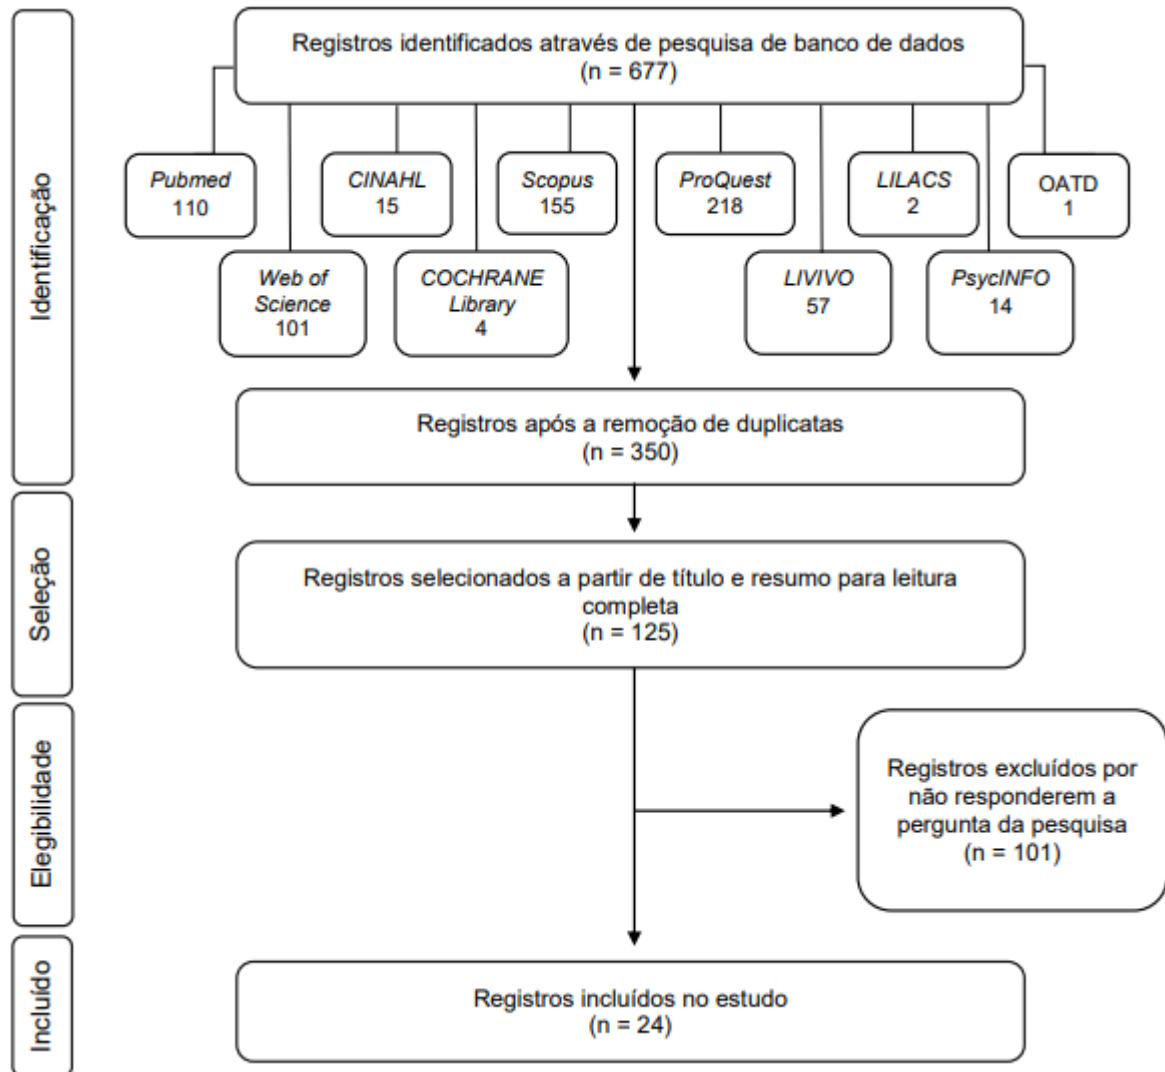 Identificação
Registros identificados através de pesquisa de banco de dados
(n = 677)
Pubmed
110
CINAHL
15
Scopus
155
ProQuest
218
LILACS
2
OATD
1
Web of
Science
101
COCHRANE
Library
4
LIVIVO
57
PsycINFO
14
Registros após a remoção de duplicatas
(n = 350)
Seleção
Registros selecionados a partir de título e resumo para leitura
completa
(n = 125)
Elegibilidade
Registros excluídos por
não responderem a
pergunta da pesquisa
(n = 101)
Incluído
Registros incluídos no estudo
(n = 24)